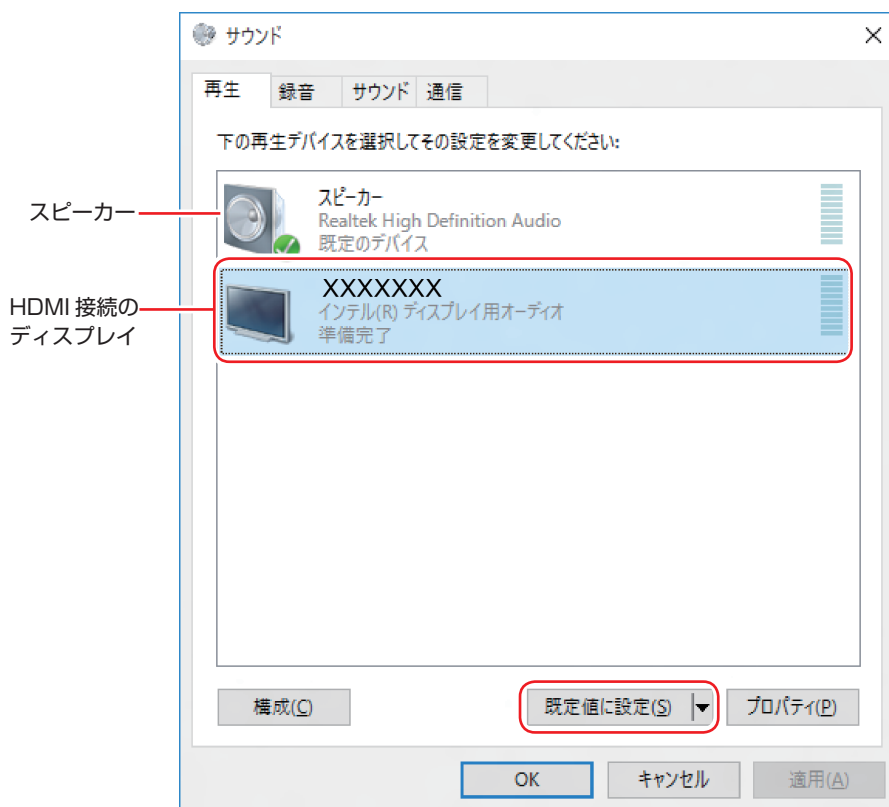 サウンド
再生 録音 サウンド 通信
下の再生デバイスを選択してその設定を変更してください:
スピーカー
スピーカー
Realtek High Definition Audio
既定のデバイス
HDMI 接続の
ディスプレイ
XXXXXXX
インテル(R) ディスプレイ用オーディオ
準備完了
構成(C) 既定値に設定(S) プロパティ(P)
OK キャンセル 適用(A)